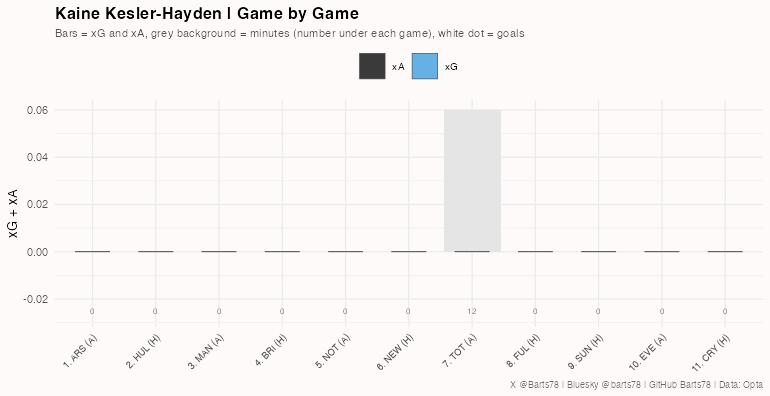 Kaine Kesler-Hayden | Game by Game
Bars = xG and xA, grey background = minutes (number under each game), white dot = goals
xA xG
xG + xA
0.06
0.04
0.02
0.00
-0.02
0 0 0 0 0 0 12 0 0 0 0
1. ARS (A) 2. HUL (H) 3. MAN (A) 4. BRI (H) 5. NOT (A) 6. NEW (H) 7. TOT (A) 8. FUL (H) 9. SUN (H) 10. EVE (A) 11. CRY (H)
X @Barts78 | Bluesky @barts78 | GitHub Barts78 | Data: Opta